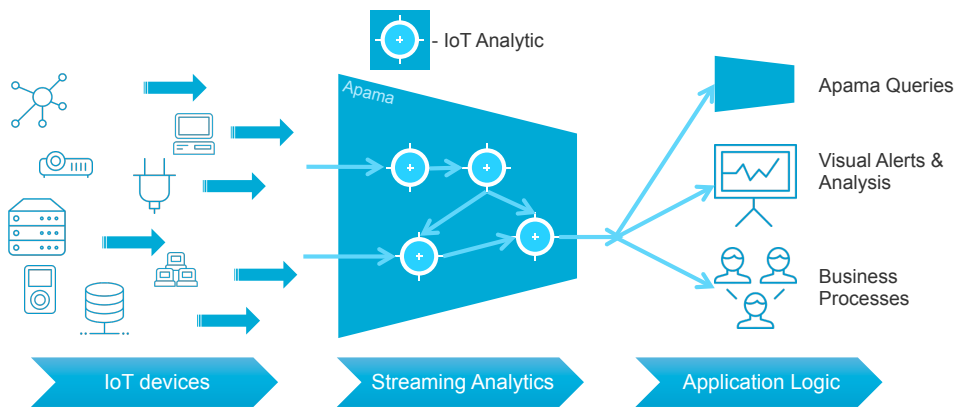 - IoT Analytic
Apama
Apama Queries
Visual Alerts &
Analysis
Business
Processes
IoT devices
Streaming Analytics
Application Logic